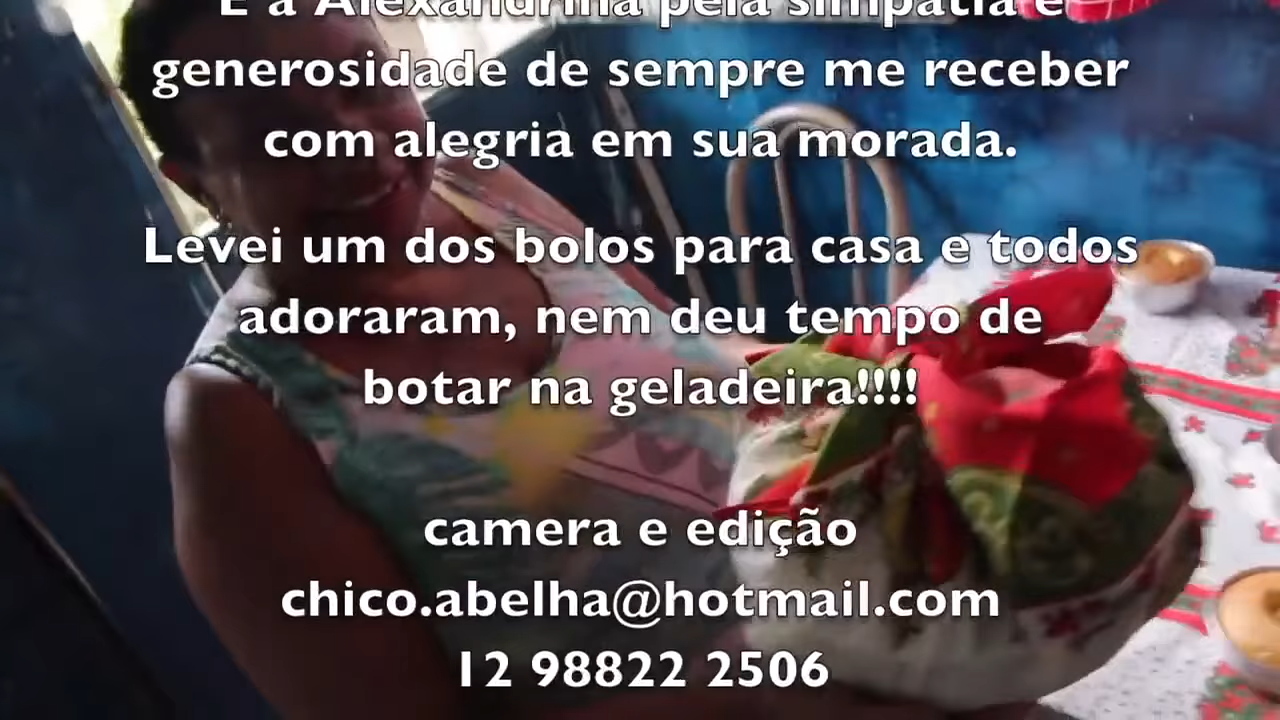 E a Alexandrina pela simpatia e
generosidade de sempre me receber
com alegria em sua morada.
Levei um dos bolos para casa e todos
adoraram, nem deu tempo de
botar na geladeira!!!!
camera e edição
chico.abelha@hotmail.com
12 98822 2506